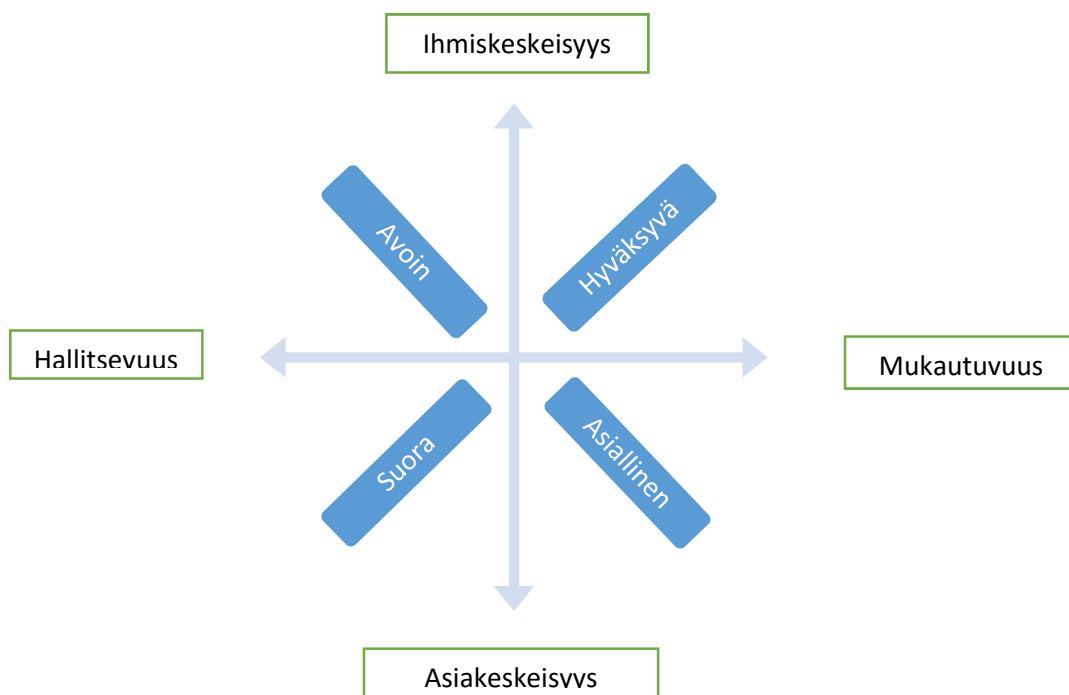 Ihmiskeskeisyys
Avoin
Hyväksyvä
Hallitsevuus
Mukautuvuus
Suora
Asiallinen
Asiakeskeisyys